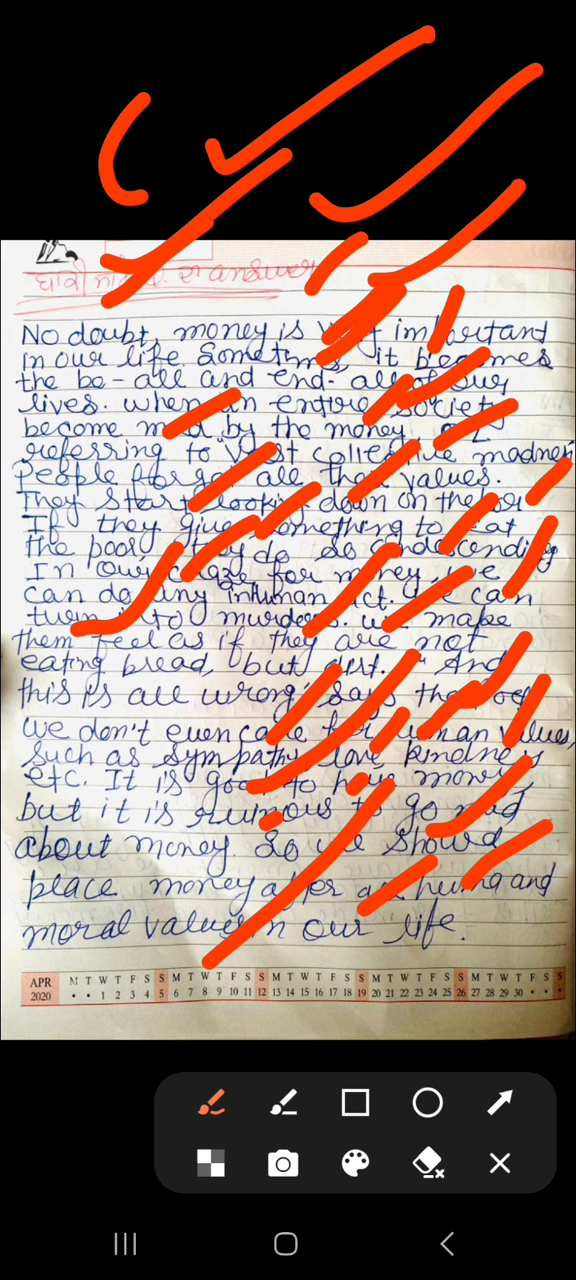 ਦਾ answer
No doubt, money is important
in our life. Sometimes, it becomes
the be-all and end-all of our
lives. when an entire society
become by the money,
referring to collective madness
people forget all their values.
They start looking down on the
If they give something to eat
the poor, they do so condescending
In our craze for money, we
can do any inhuman act. We can
turn into murders. we make
them feel as if they are not
eating bread, but dirt. "And
this is all wrong" says the poet
we don't even care for human values,
such as sympathy love kindness
etc. It is good to have money
but it is ruinous to go mad
about money So we should
place money after and
moral value in our life.
APR M T W T F S S M T W T F S S M T W T F S S M T W T F S S M T W T F S S
2020 • • 1 2 3 4 5 6 7 8 9 10 11 12 13 14 15 16 17 18 19 20 21 22 23 24 25 26 27 28 29 30 • • •